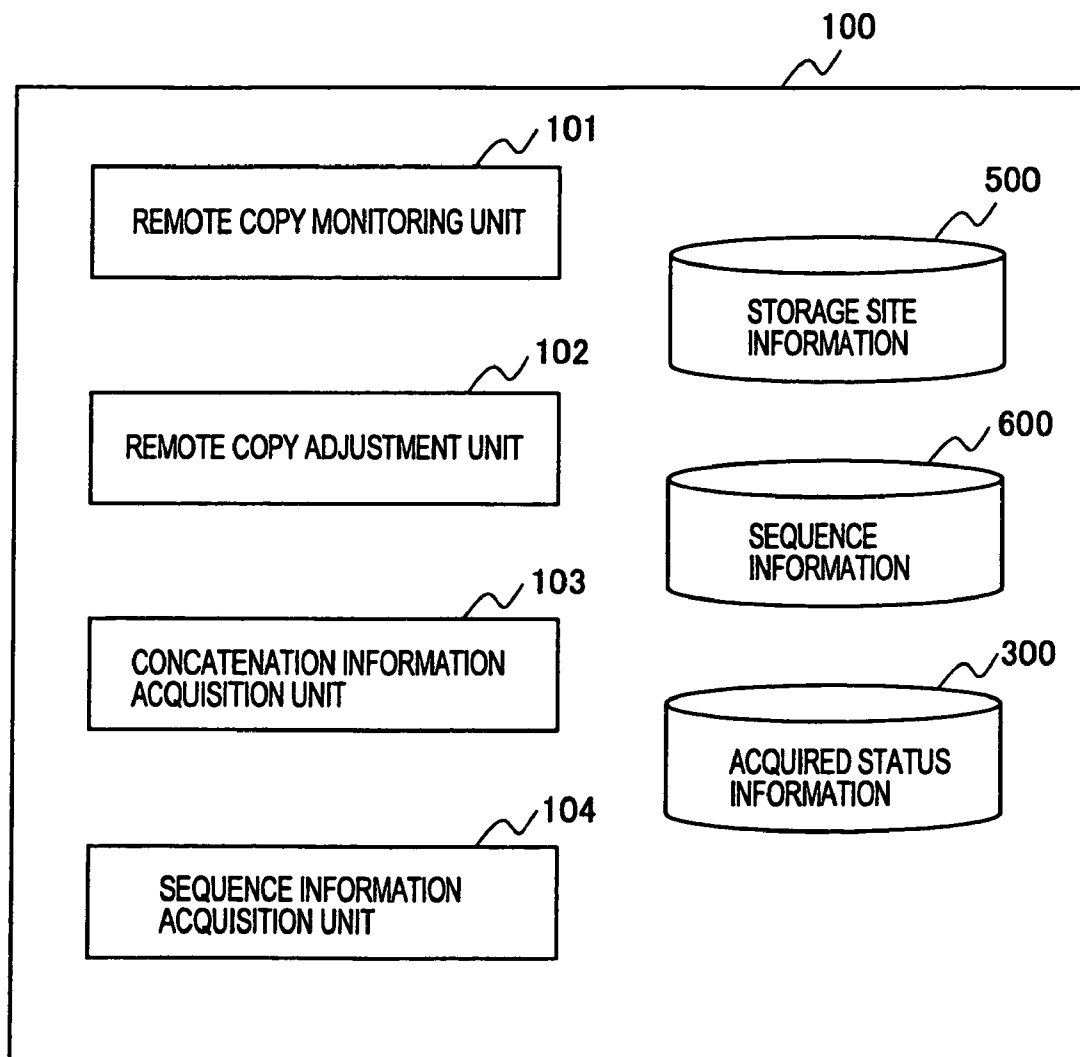 100
101
REMOTE COPY MONITORING UNIT
500
STORAGE SITE
INFORMATION
102
REMOTE COPY ADJUSTMENT UNIT
600
SEQUENCE
INFORMATION
103
CONCATENATION INFORMATION
ACQUISITION UNIT
300
ACQUIRED STATUS
INFORMATION
104
SEQUENCE INFORMATION
ACQUISITION UNIT